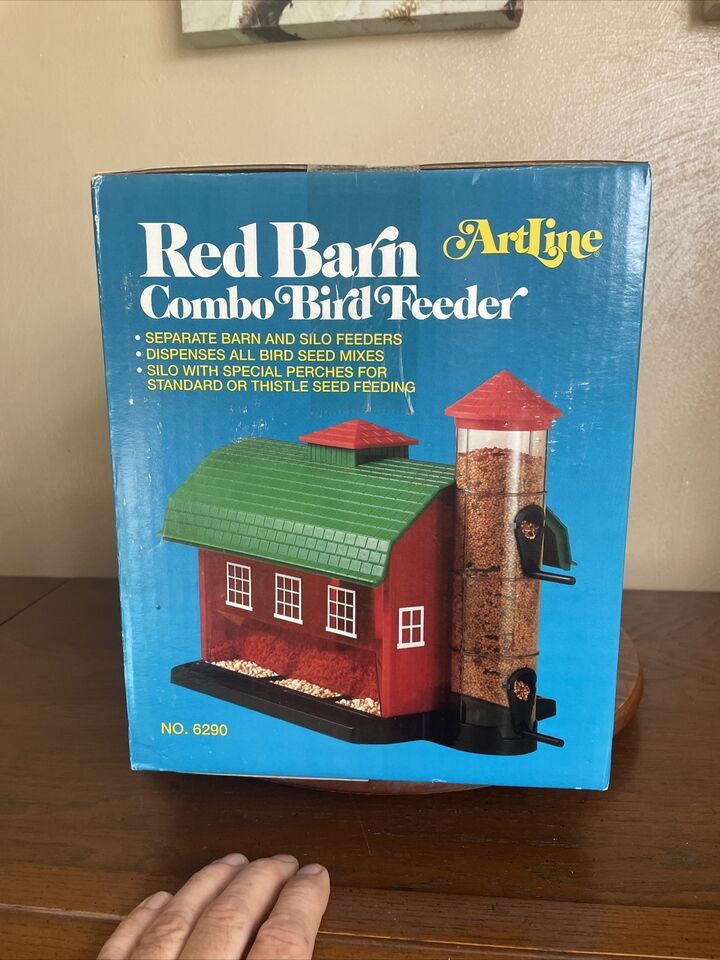 Red Barn
ArtLine®
Combo Bird Feeder
• SEPARATE BARN AND SILO FEEDERS
• DISPENSES ALL BIRD SEED MIXES
• SILO WITH SPECIAL PERCHES FOR
STANDARD OR THISTLE SEED FEEDING
NO. 6290